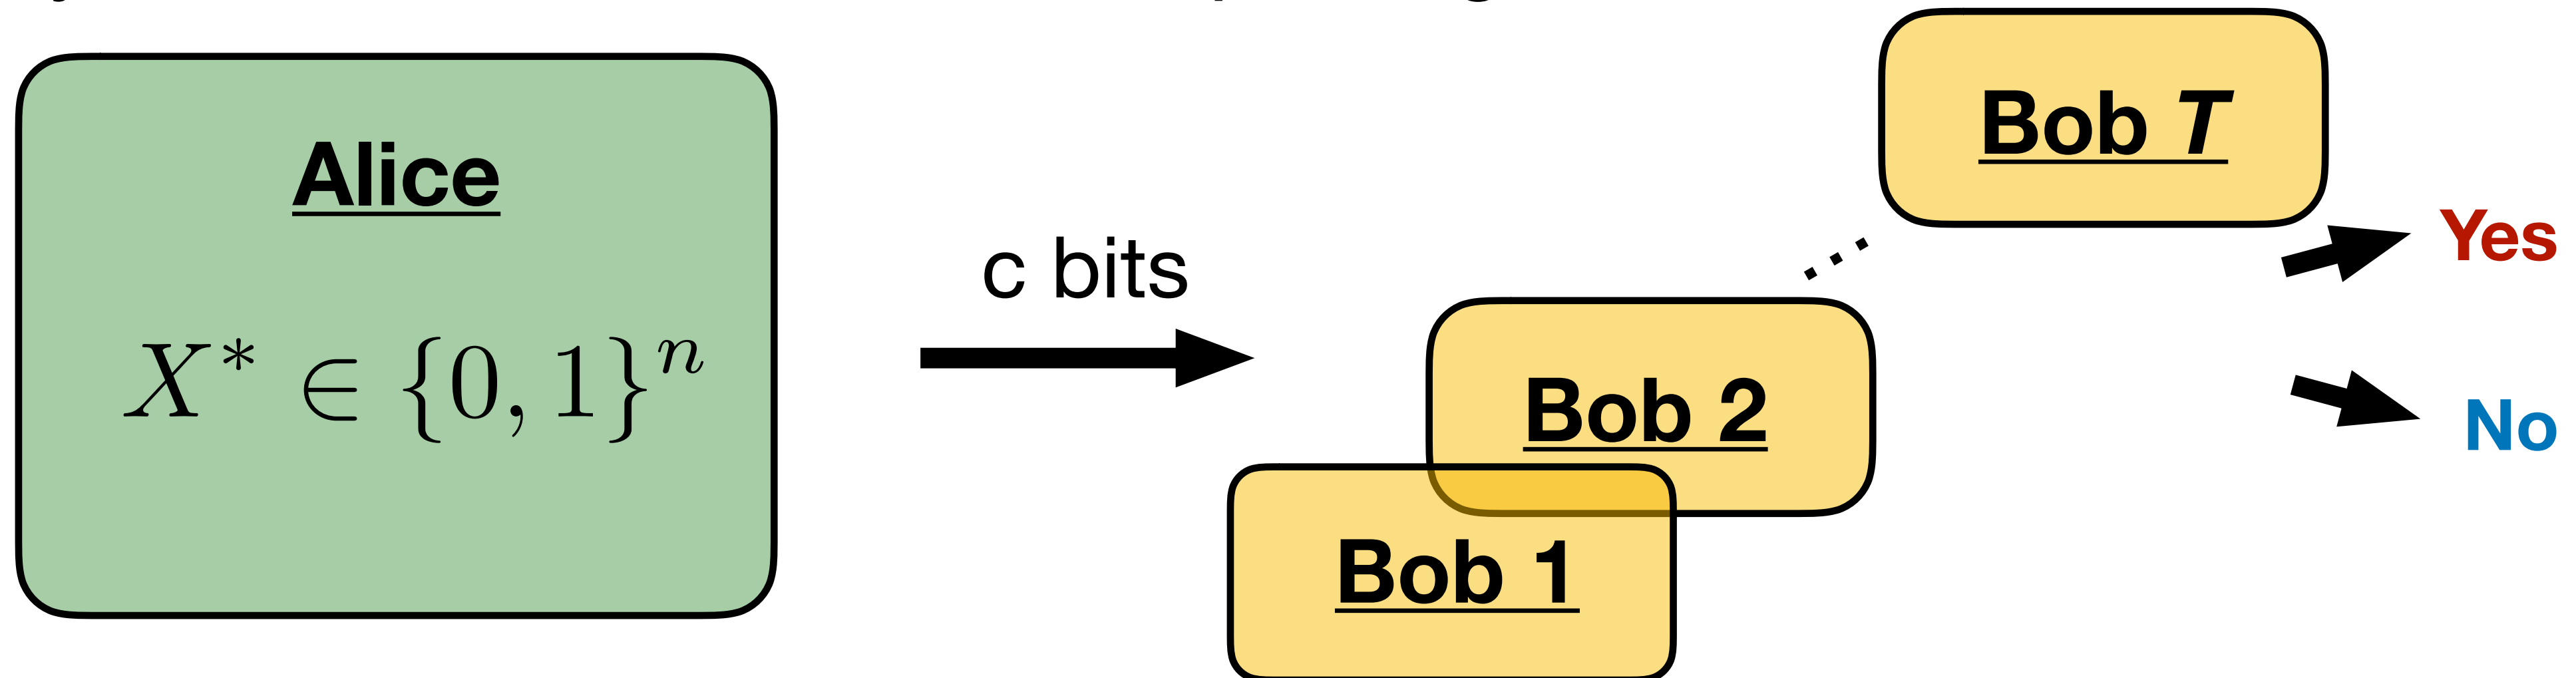 Alice
X* ∈ {0, 1}ⁿ
c bits
Bob T
Bob 2
Bob 1
Yes
No